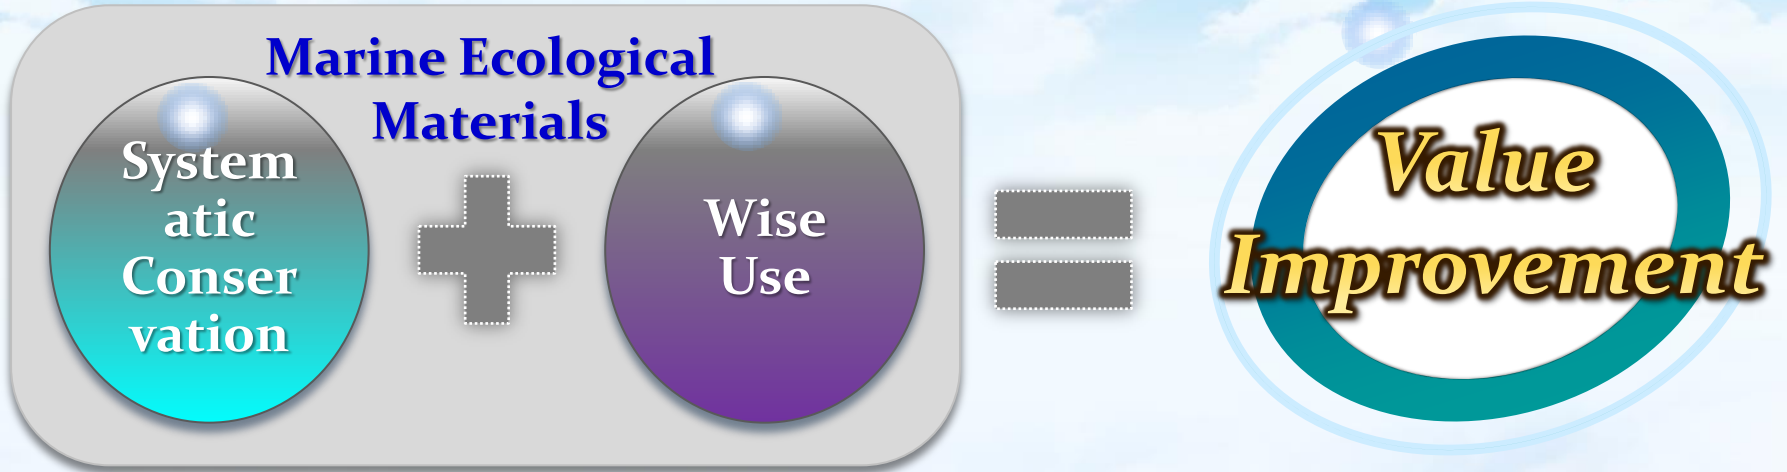 Marine Ecological
Materials
System
atic
Conser
vation
Wise
Use
Value
Improvement